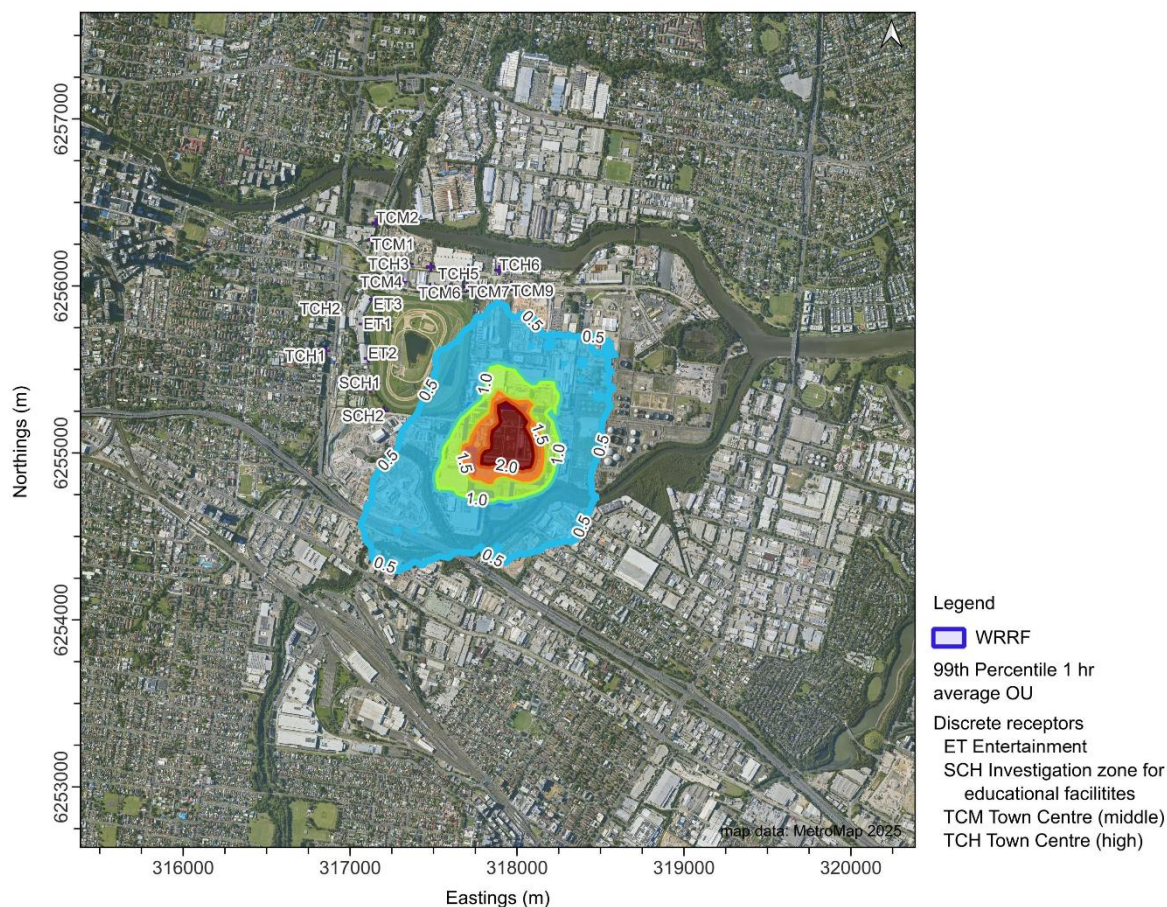 TCM2
TCM1
TCH3
TCH5
TCH6
TCM4
TCM6
TCM7
TCM9
ET3
TCH2
ET1
ET2
TCH1
SCH1
SCH2
0.5
0.5
0.5
1.0
0.5
0.5
1.5
1.0
1.5
2.0
1.0
0.5
0.5
0.5
6257000
6256000
6255000
6254000
6253000
Northings (m)
316000
317000
318000
319000
320000
Eastings (m)
map data: MetroMap 2025
Legend
WRRF
99th Percentile 1 hr
average OU
Discrete receptors
ET Entertainment
SCH Investigation zone for
educational facilitites
TCM Town Centre (middle)
TCH Town Centre (high)